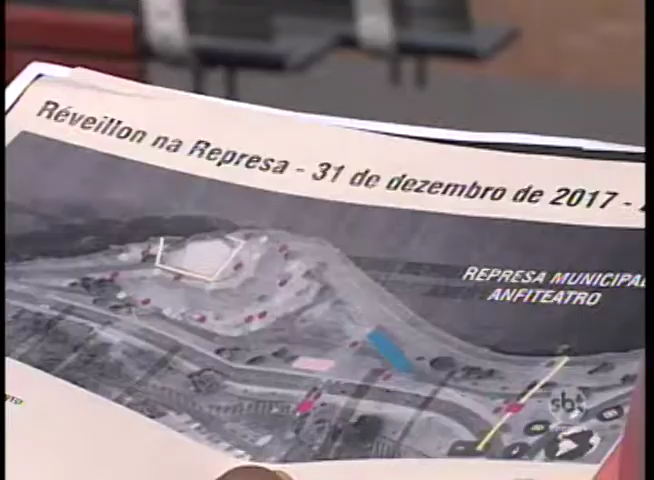 Réveillon na Represa - 31 de dezembro de 2017 -
REPRESA MUNICIPAL
ANFITEATRO
sbt